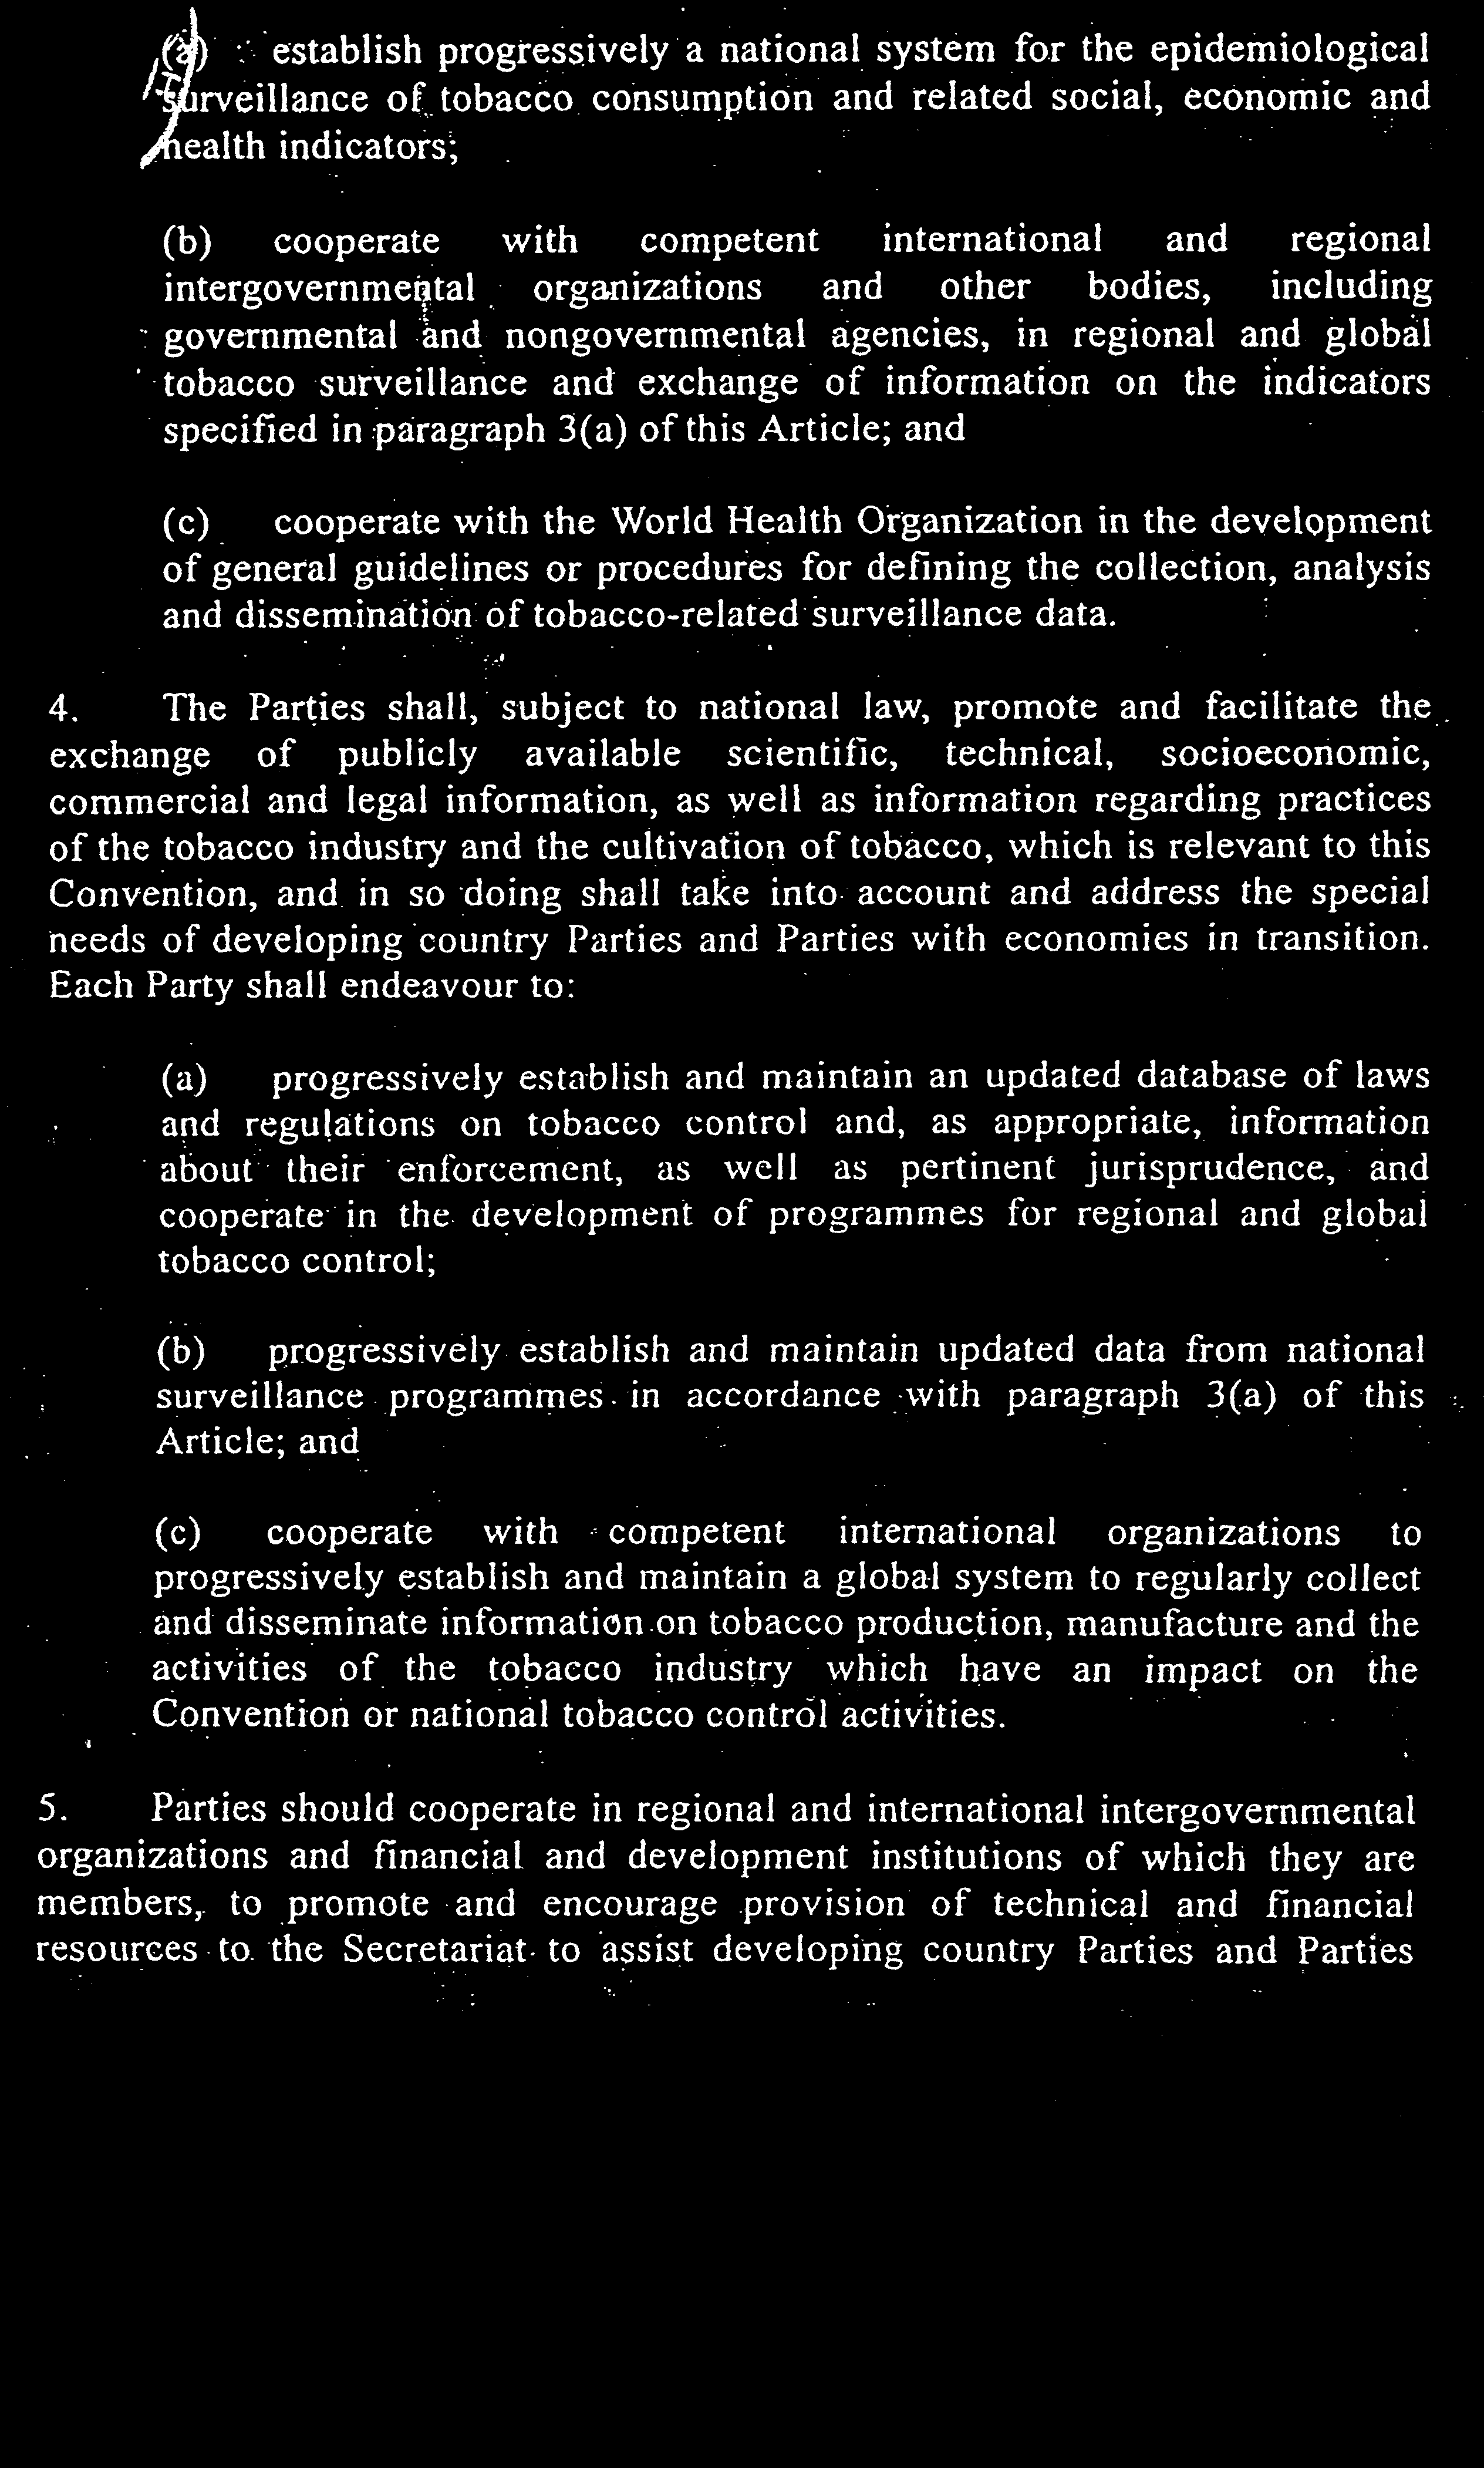 (a) establish progressively a national system for the epidemiological
surveillance of tobacco consumption and related social, economic and
health indicators;
(b) cooperate with competent international and regional
intergovernmental organizations and other bodies, including
governmental and nongovernmental agencies, in regional and global
tobacco surveillance and exchange of information on the indicators
specified in paragraph 3(a) of this Article; and
(c) cooperate with the World Health Organization in the development
of general guidelines or procedures for defining the collection, analysis
and dissemination of tobacco-related surveillance data.
4. The Parties shall, subject to national law, promote and facilitate the
exchange of publicly available scientific, technical, socioeconomic,
commercial and legal information, as well as information regarding practices
of the tobacco industry and the cultivation of tobacco, which is relevant to this
Convention, and in so doing shall take into account and address the special
needs of developing country Parties and Parties with economies in transition.
Each Party shall endeavour to:
(a) progressively establish and maintain an updated database of laws
and regulations on tobacco control and, as appropriate, information
about their enforcement, as well as pertinent jurisprudence, and
cooperate in the development of programmes for regional and global
tobacco control;
(b) progressively establish and maintain updated data from national
surveillance programmes in accordance with paragraph 3(a) of this
Article; and
(c) cooperate with competent international organizations to
progressively establish and maintain a global system to regularly collect
and disseminate information on tobacco production, manufacture and the
activities of the tobacco industry which have an impact on the
Convention or national tobacco control activities.
5. Parties should cooperate in regional and international intergovernmental
organizations and financial and development institutions of which they are
members, to promote and encourage provision of technical and financial
resources to the Secretariat to assist developing country Parties and Parties